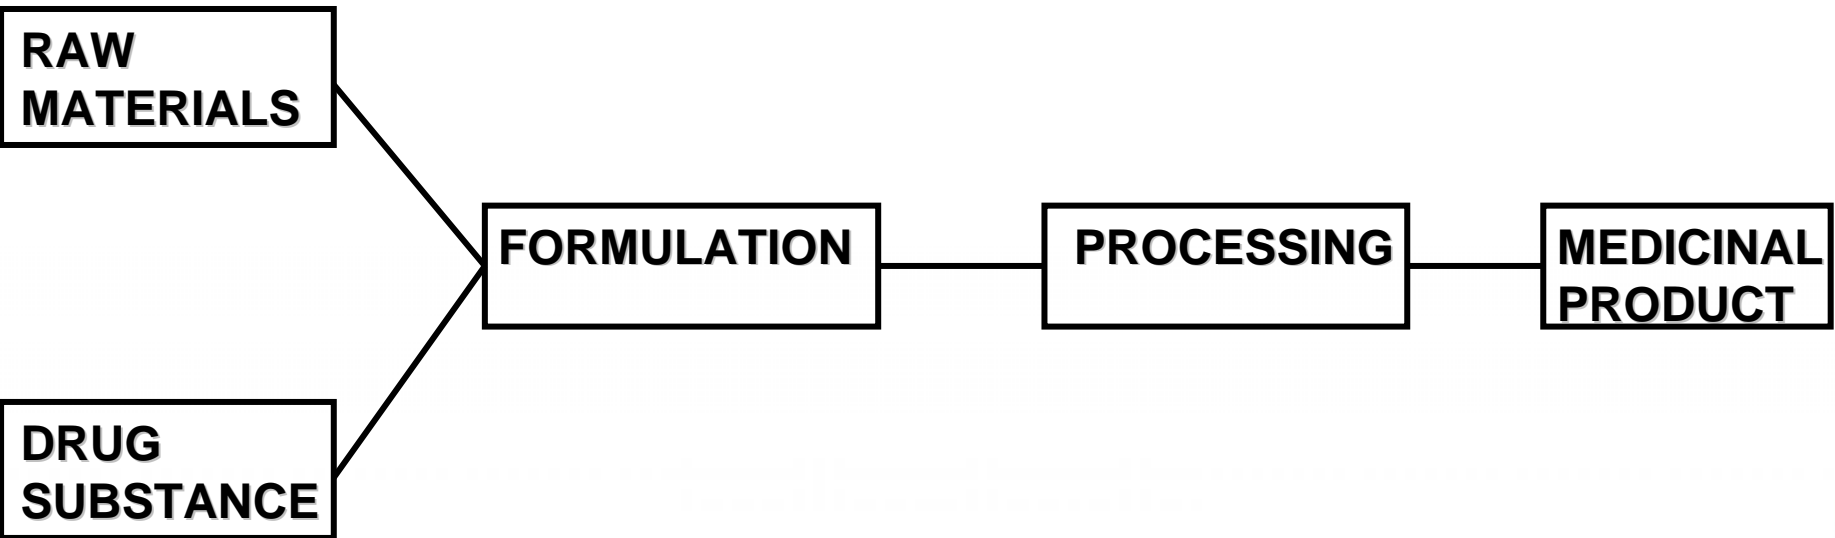 RAW
MATERIALS
FORMULATION
PROCESSING
MEDICINAL
PRODUCT
DRUG
SUBSTANCE